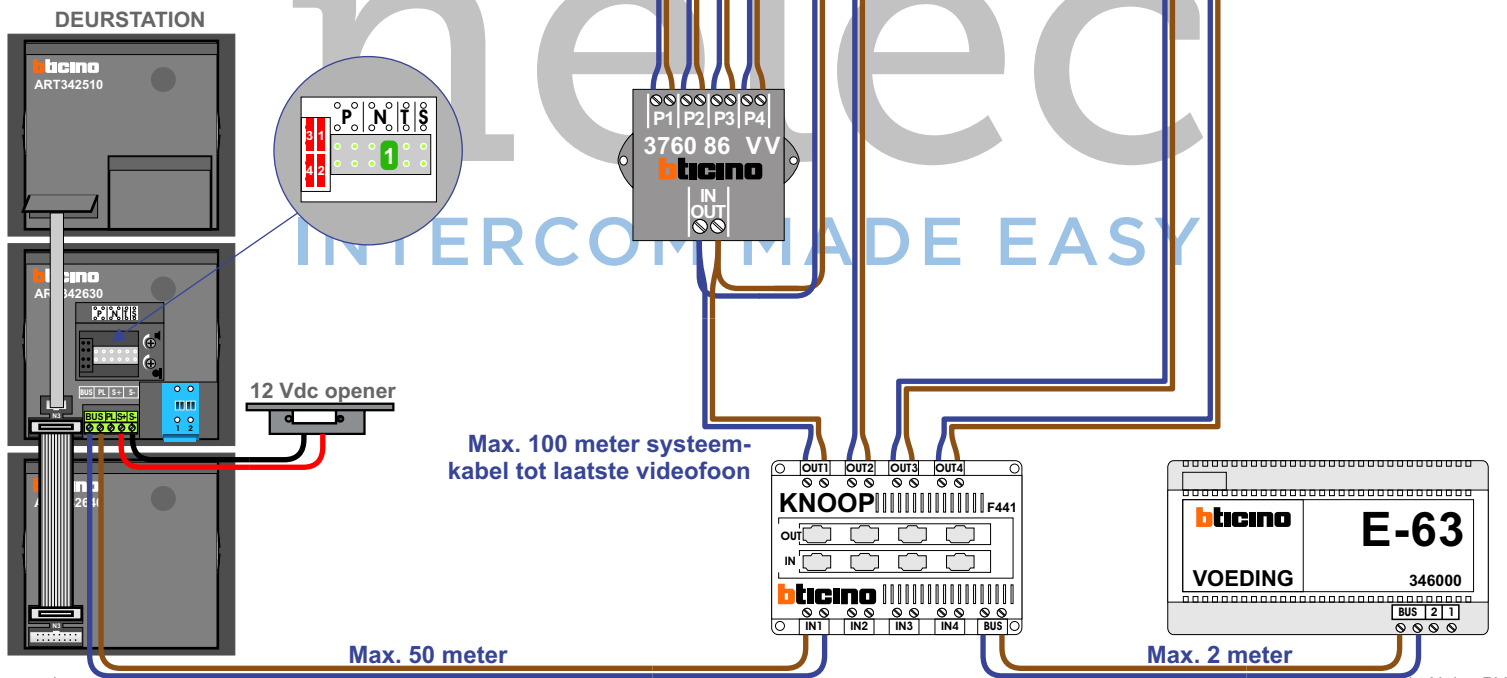 nelec
INTERCOM MADE EASY
DEURSTATION
bticino
ART342510
P N T S
3 1
4 2
1
bticino
ART342630
P N T S
BUS PL S+ S-
BUS PL S+ S-
N3
1 2
N3
12 Vdc opener
P1 P2 P3 P4
3760 86 VV
bticino
IN
OUT
Max. 100 meter systeem-
kabel tot laatste videofoon
OUT1 OUT2 OUT3 OUT4
KNOOP
F441
OUT
IN
bticino
IN1 IN2 IN3 IN4 BUS
bticino
E-63
VOEDING
346000
BUS 2 1
Max. 50 meter
Max. 2 meter